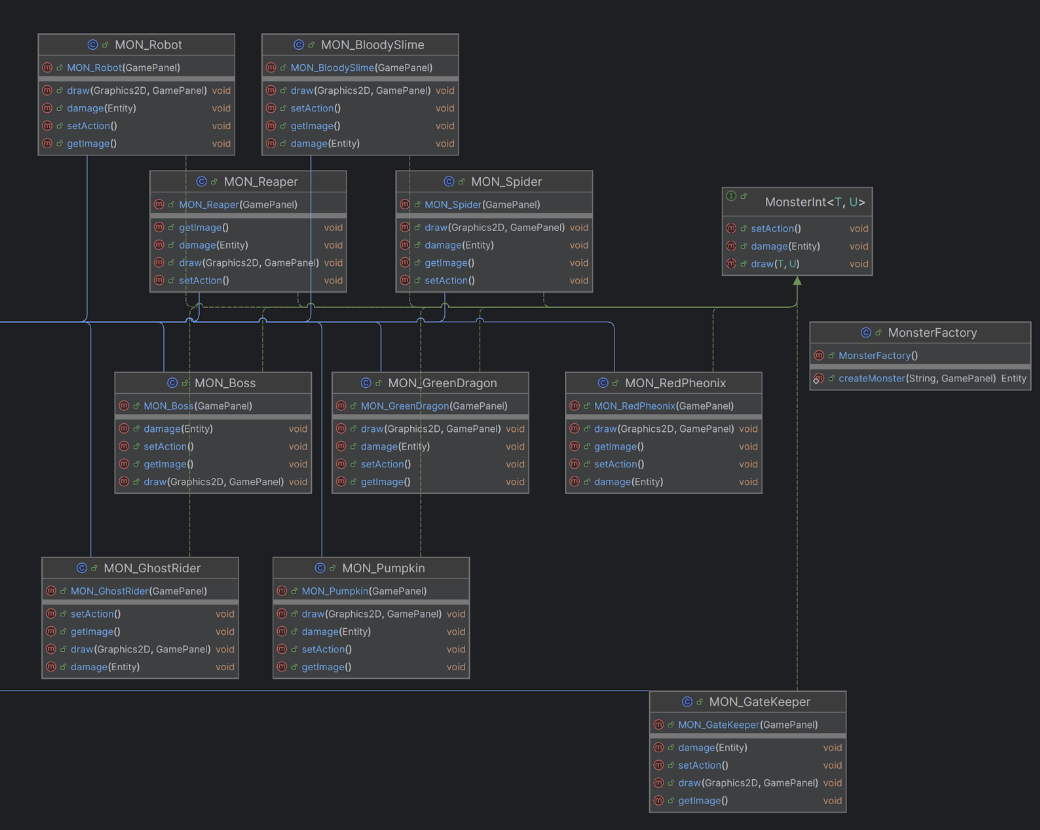 MON_Robot
MON_Robot(GamePanel)
draw(Graphics2D, GamePanel) void
damage(Entity) void
setAction() void
getImage() void
MON_BloodySlime
MON_BloodySlime(GamePanel)
draw(Graphics2D, GamePanel) void
setAction() void
getImage() void
damage(Entity) void
MON_Reaper
MON_Reaper(GamePanel)
getImage() void
damage(Entity) void
draw(Graphics2D, GamePanel) void
setAction() void
MON_Spider
MON_Spider(GamePanel)
draw(Graphics2D, GamePanel) void
damage(Entity) void
getImage() void
setAction() void
MonsterInt<T, U>
setAction() void
damage(Entity) void
draw(T, U) void
MonsterFactory
MonsterFactory()
createMonster(String, GamePanel) Entity
MON_Boss
MON_Boss(GamePanel)
damage(Entity) void
setAction() void
getImage() void
draw(Graphics2D, GamePanel) void
MON_GreenDragon
MON_GreenDragon(GamePanel)
draw(Graphics2D, GamePanel) void
damage(Entity) void
setAction() void
getImage() void
MON_RedPheonix
MON_RedPheonix(GamePanel)
draw(Graphics2D, GamePanel) void
getImage() void
setAction() void
damage(Entity) void
MON_GhostRider
MON_GhostRider(GamePanel)
setAction() void
getImage() void
draw(Graphics2D, GamePanel) void
damage(Entity) void
MON_Pumpkin
MON_Pumpkin(GamePanel)
draw(Graphics2D, GamePanel) void
damage(Entity) void
setAction() void
getImage() void
MON_GateKeeper
MON_GateKeeper(GamePanel)
damage(Entity) void
setAction() void
draw(Graphics2D, GamePanel) void
getImage() void